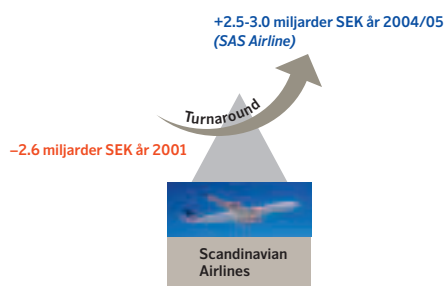 +2.5-3.0 miljarder SEK år 2004/05
(SAS Airline)
Turnaround
–2.6 miljarder SEK år 2001
Scandinavian
Airlines